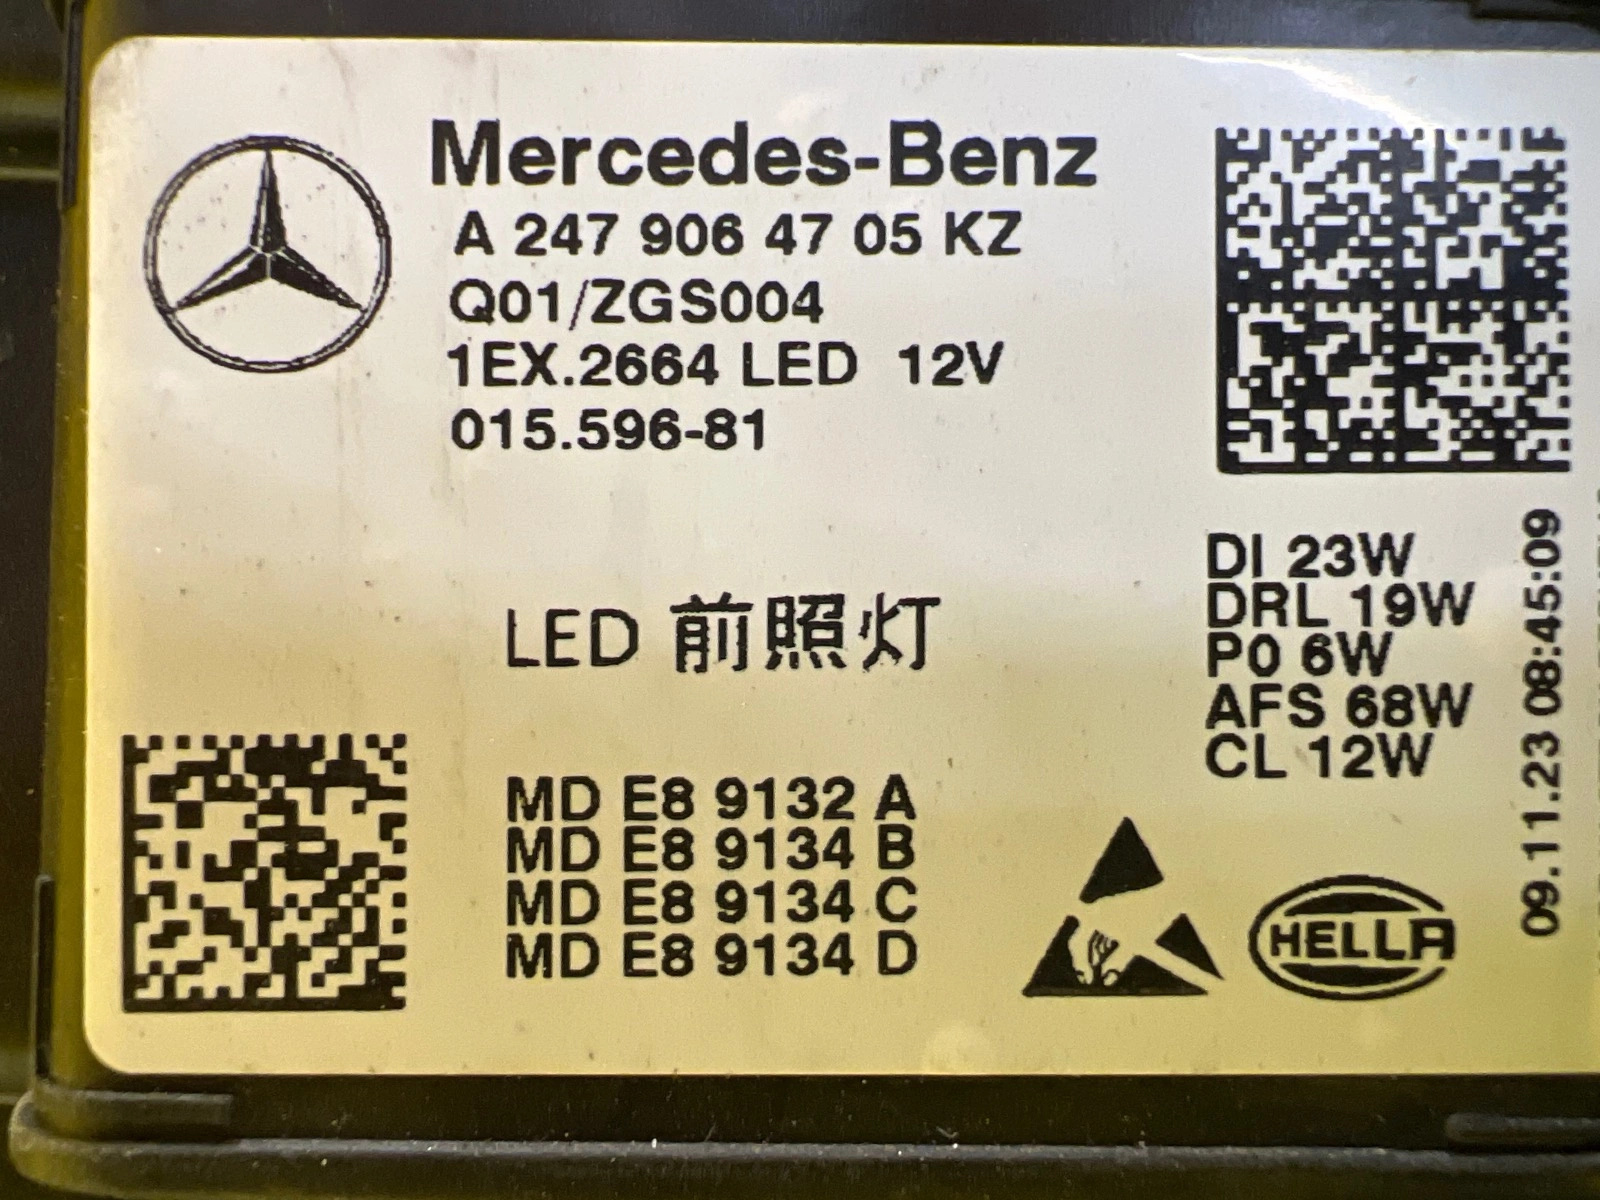 Mercedes-Benz
A 247 906 47 05 KZ
Q01/ZGS004
1EX.2664 LED 12V
015.596-81
LED 前照灯
DI 23W
DRL 19W
P0 6W
AFS 68W
CL 12W
09.11.23 08:45:09
MD E8 9132 A
MD E8 9134 B
MD E8 9134 C
MD E8 9134 D
HELLA